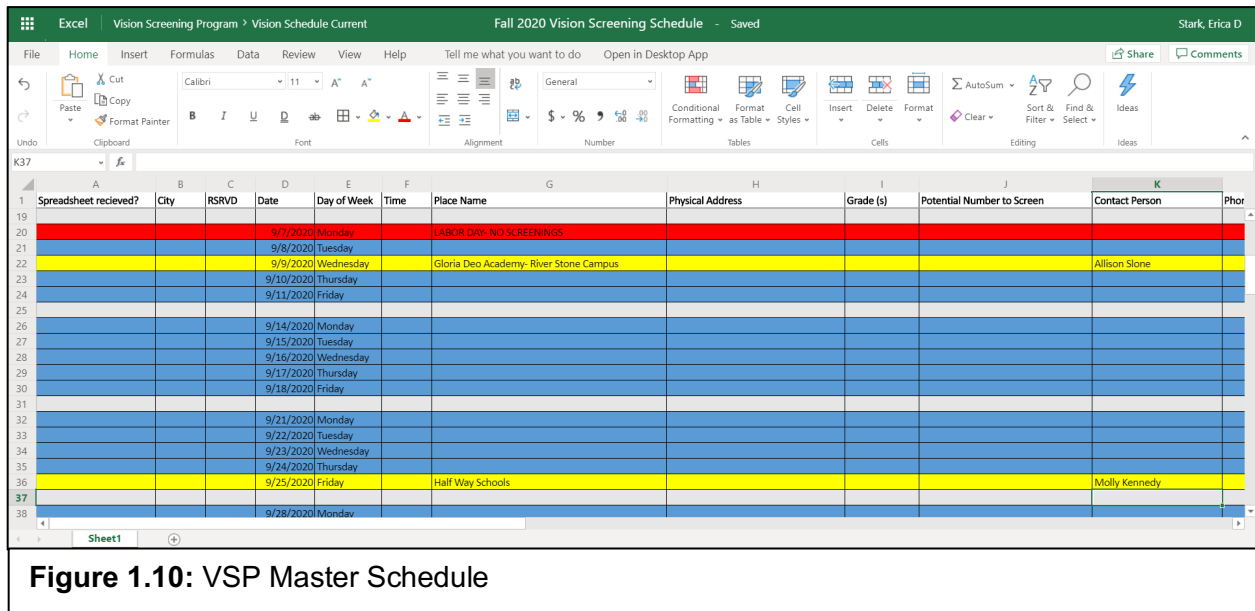 Excel Vision Screening Program > Vision Schedule Current Fall 2020 Vision Screening Schedule - Saved Stark, Erica D
File Home Insert Formulas Data Review View Help Tell me what you want to do Open in Desktop App Share Comments
Cut
Copy
Format Painter
Paste
Calibri 11 A A
B I U D ab A
ab
General
$ % 9 .00 .00
Conditional Formatting
Format as Table
Cell Styles
Insert Delete Format
AutoSum
Clear
Sort & Filter
Find & Select
Ideas
Undo Clipboard Font Alignment Number Tables Cells Editing Ideas
K37 fx
A B C D E F G H I J K
1 Spreadsheet recieved? City RSRVD Date Day of Week Time Place Name Physical Address Grade (s) Potential Number to Screen Contact Person Phor
19
20 9/7/2020 Monday LABOR DAY- NO SCREENINGS
21 9/8/2020 Tuesday
22 9/9/2020 Wednesday Gloria Deo Academy- River Stone Campus Allison Slone
23 9/10/2020 Thursday
24 9/11/2020 Friday
25
26 9/14/2020 Monday
27 9/15/2020 Tuesday
28 9/16/2020 Wednesday
29 9/17/2020 Thursday
30 9/18/2020 Friday
31
32 9/21/2020 Monday
33 9/22/2020 Tuesday
34 9/23/2020 Wednesday
35 9/24/2020 Thursday
36 9/25/2020 Friday Half Way Schools Molly Kennedy
37
38 9/28/2020 Monday
Sheet1
Figure 1.10: VSP Master Schedule